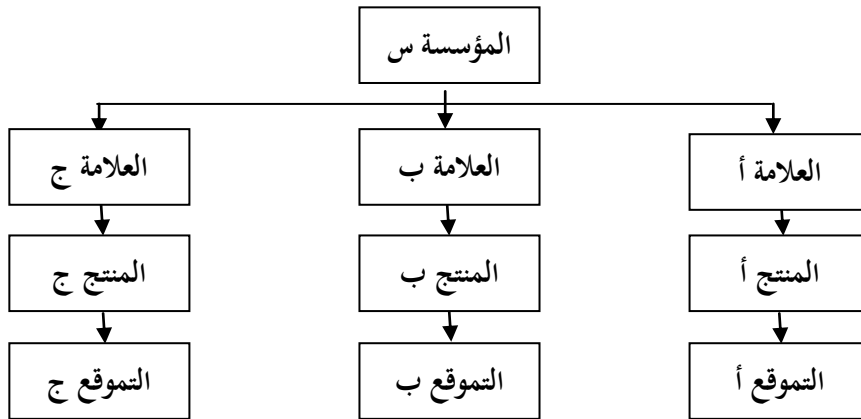 المؤسسة س
العلامة أ
العلامة ب
العلامة ج
المنتج أ
المنتج ب
المنتج ج
التموقع أ
التموقع ب
التموقع ج